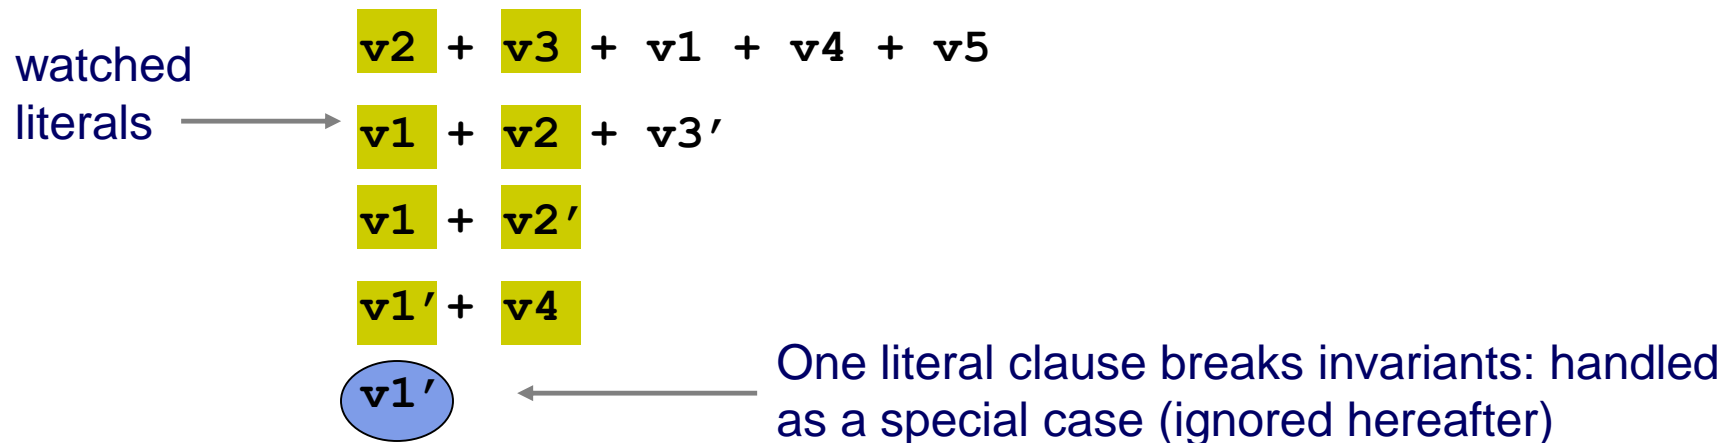 v2 + v3 + v1 + v4 + v5
watched
literals
v1 + v2 + v3′
v1 + v2′
v1′ + v4
v1′
One literal clause breaks invariants: handled
as a special case (ignored hereafter)